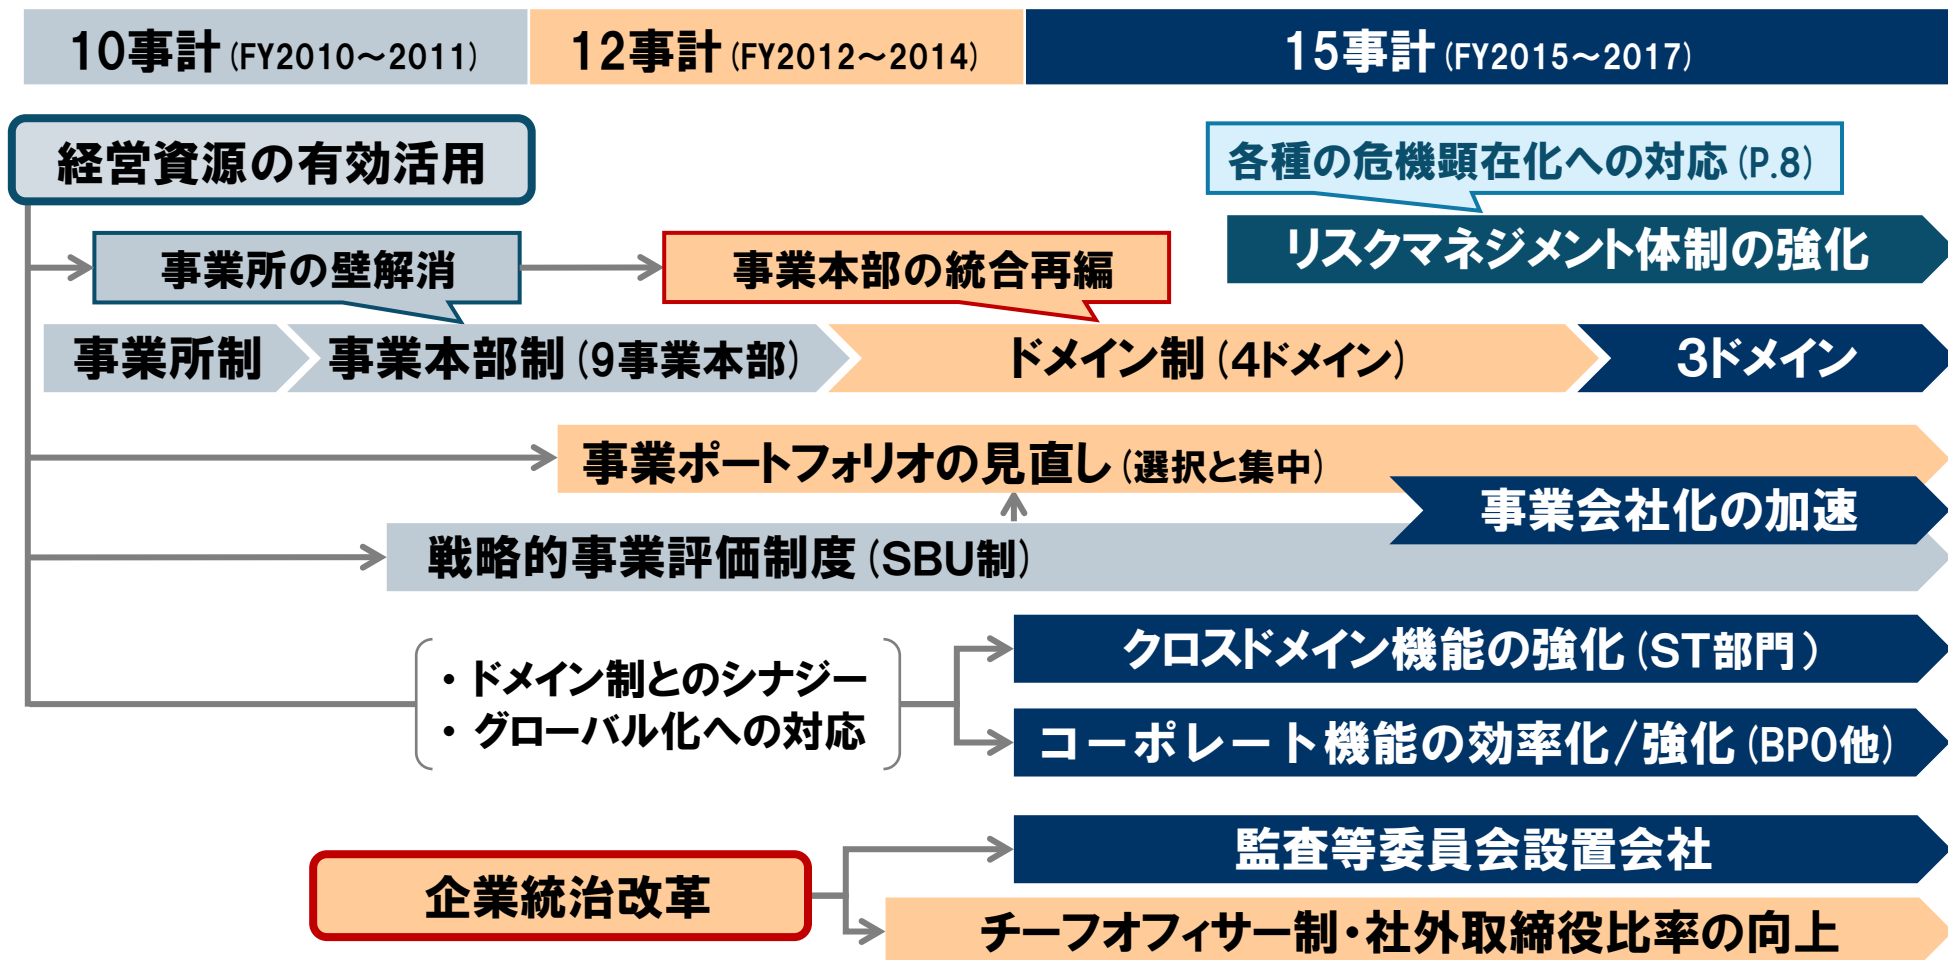 10事計(FY2010～2011)
12事計(FY2012～2014)
15事計(FY2015～2017)
経営資源の有効活用
各種の危機顕在化への対応(P.8)
リスクマネジメント体制の強化
事業所の壁解消
事業本部の統合再編
事業所制
事業本部制(9事業本部)
ドメイン制(4ドメイン)
3ドメイン
事業ポートフォリオの見直し(選択と集中)
事業会社化の加速
戦略的事業評価制度(SBU制)
・ドメイン制とのシナジー
・グローバル化への対応
クロスドメイン機能の強化(ST部門)
コーポレート機能の効率化/強化(BPO他)
監査等委員会設置会社
企業統治改革
チーフオフィサー制・社外取締役比率の向上